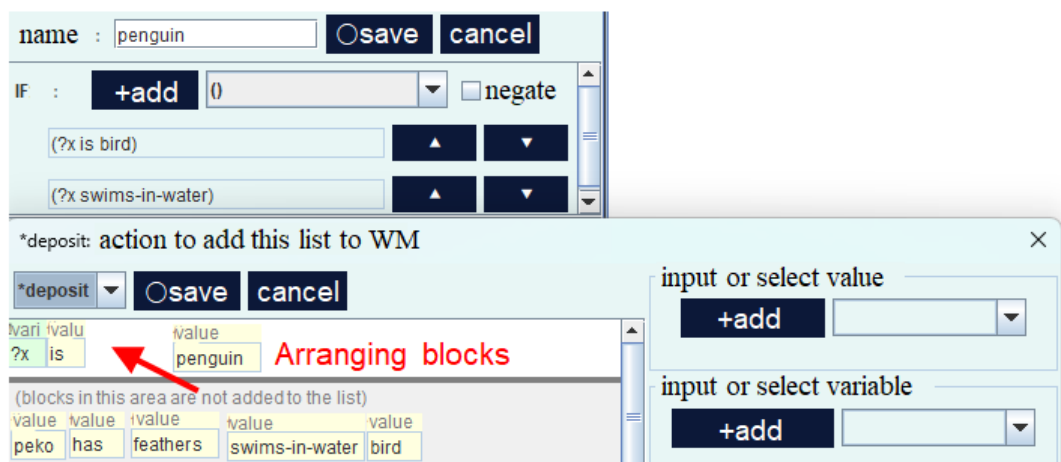 name : penguin ○save cancel
IF : +add () negate
(?x is bird) ▲ ▼
(?x swims-in-water) ▲ ▼
*deposit: action to add this list to WM
*deposit ○save cancel
input or select value
+add
vari valu value
?x is penguin Arranging blocks
(blocks in this area are not added to the list)
value value value value value
peko has feathers swims-in-water bird
input or select variable
+add